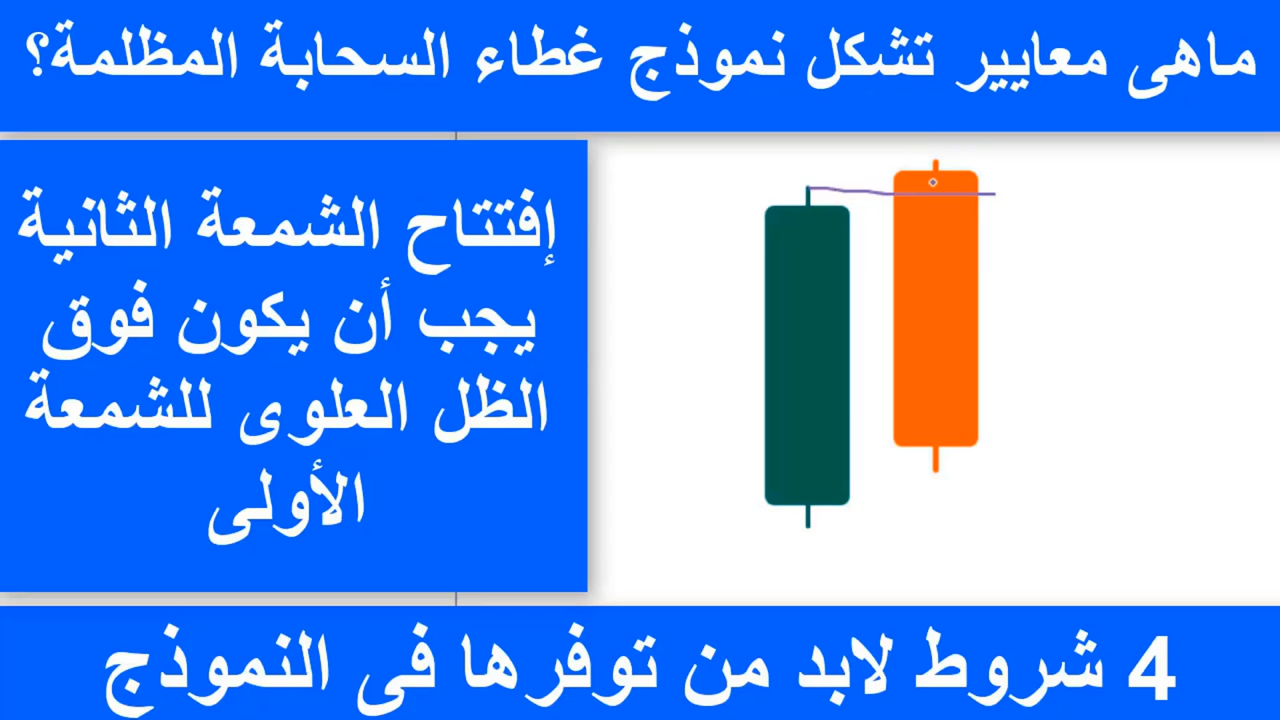 ماهى معايير تشكل نموذج غطاء السحابة المظلمة؟
إفتتاح الشمعة الثانية
يجب أن يكون فوق
الظل العلوى للشمعة
الأولى
4 شروط لابد من توفرها فى النموذج